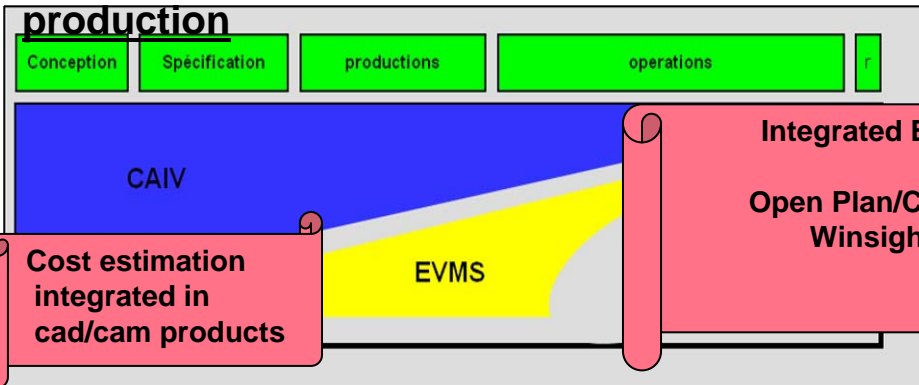 production
Conception Spécification productions operations r
CAIV
Integrated E
Open Plan/C
Winsigh
Cost estimation
integrated in
cad/cam products
EVMS